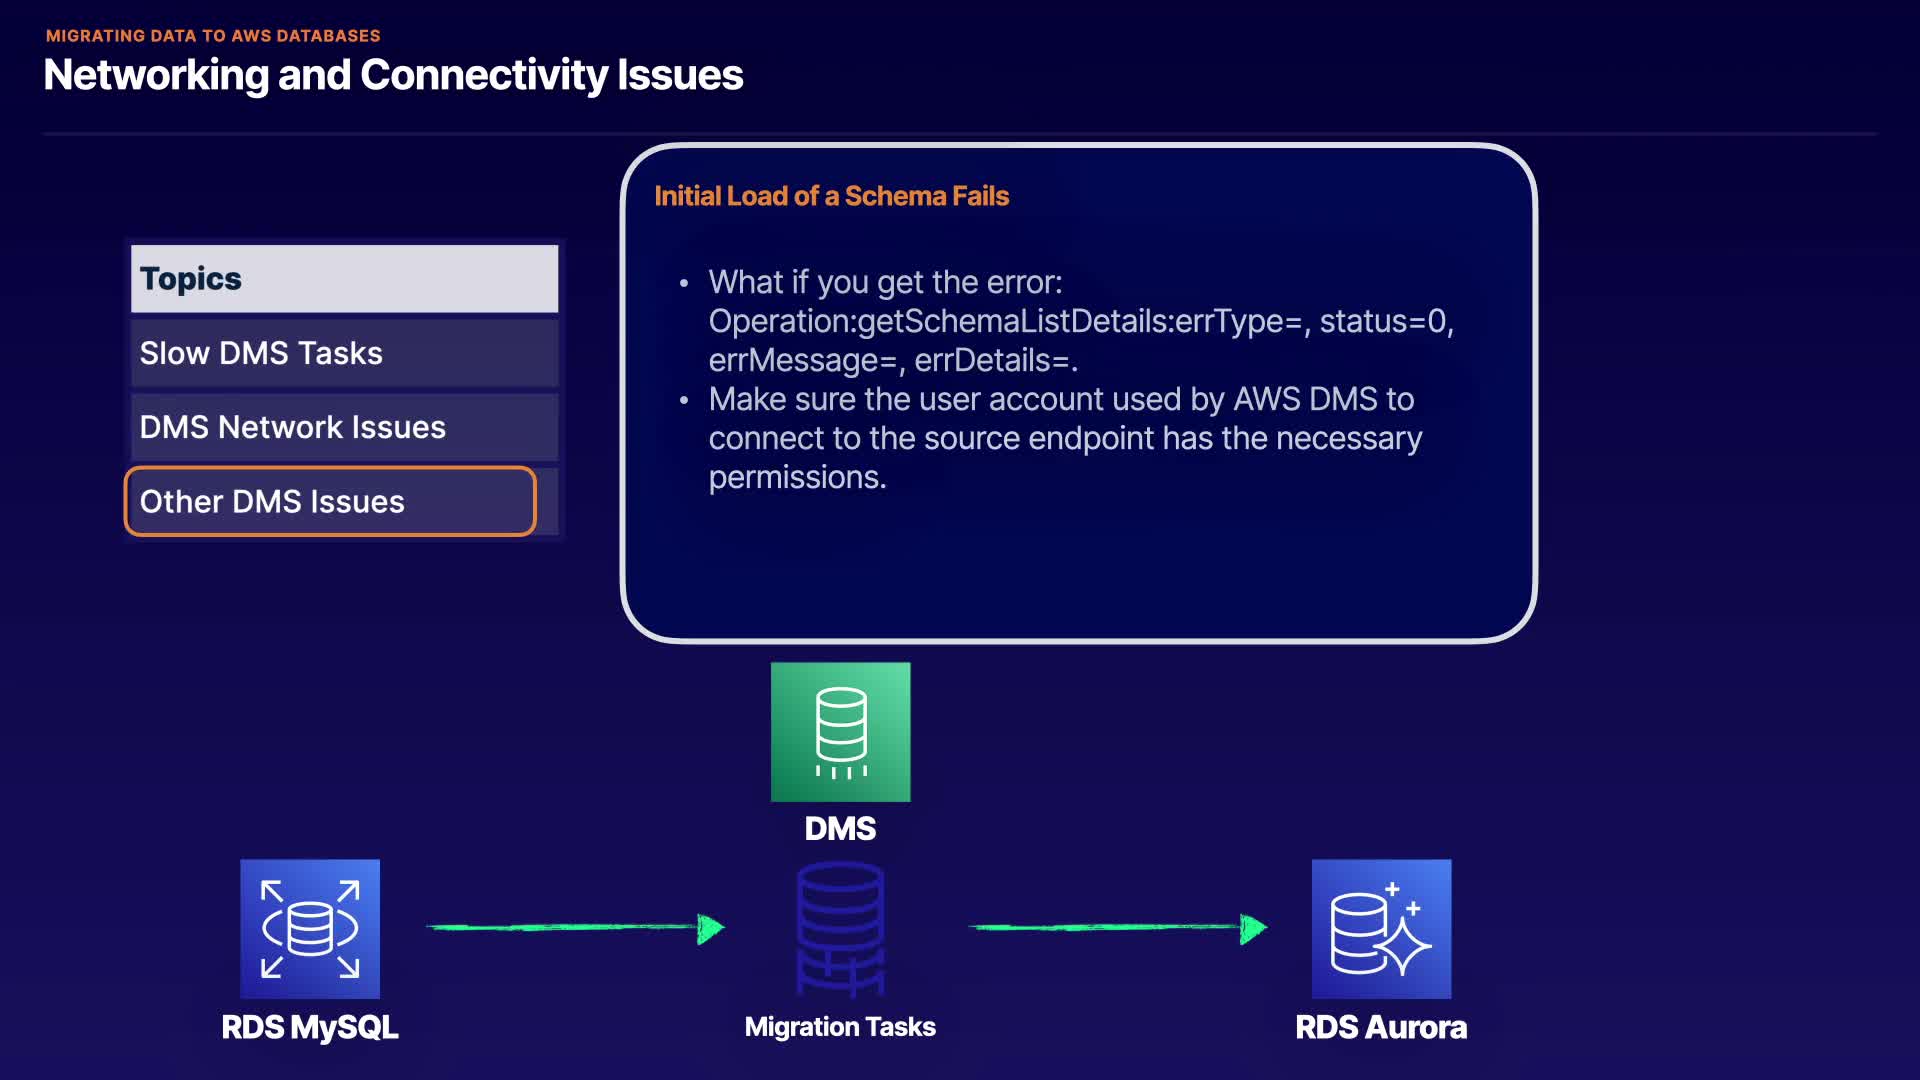 MIGRATING DATA TO AWS DATABASES
Networking and Connectivity Issues
Topics
Slow DMS Tasks
DMS Network Issues
Other DMS Issues
Initial Load of a Schema Fails
• What if you get the error:
Operation:getSchemaListDetails:errType=, status=0,
errMessage=, errDetails=.
• Make sure the user account used by AWS DMS to
connect to the source endpoint has the necessary
permissions.
DMS
RDS MySQL
Migration Tasks
RDS Aurora